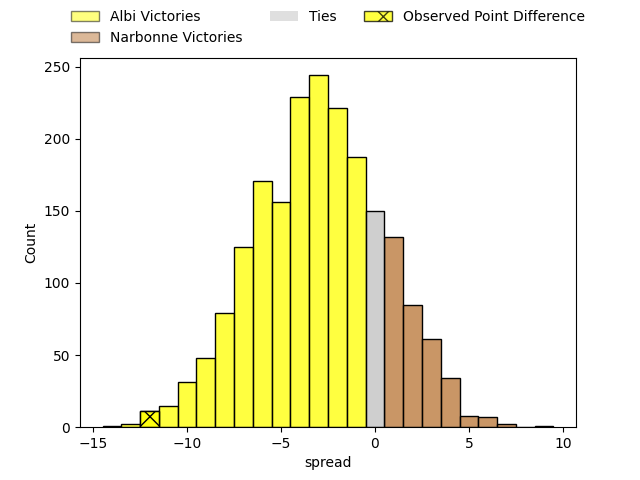 Albi Victories
Narbonne Victories
Ties
Observed Point Difference
250
200
150
100
50
0
Count
−15 −10 −5 0 5 10
spread